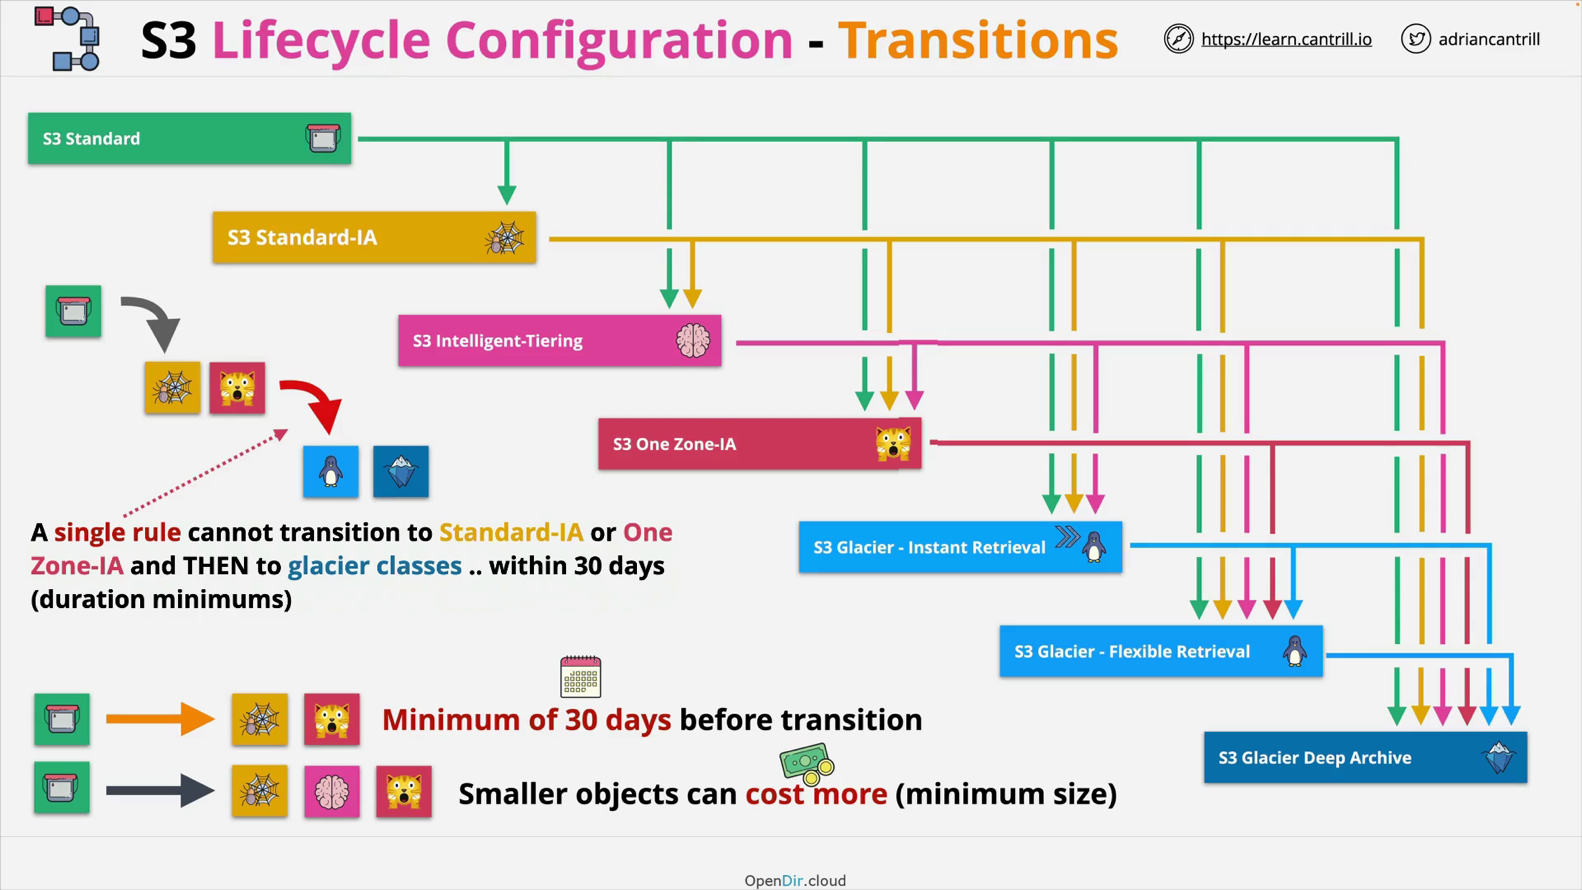 S3 Lifecycle Configuration - Transitions
https://learn.cantrill.io
adriancantrill
S3 Standard
S3 Standard-IA
S3 Intelligent-Tiering
S3 One Zone-IA
S3 Glacier - Instant Retrieval
S3 Glacier - Flexible Retrieval
S3 Glacier Deep Archive
A single rule cannot transition to Standard-IA or One
Zone-IA and THEN to glacier classes .. within 30 days
(duration minimums)
Minimum of 30 days before transition
Smaller objects can cost more (minimum size)
OpenDir.cloud